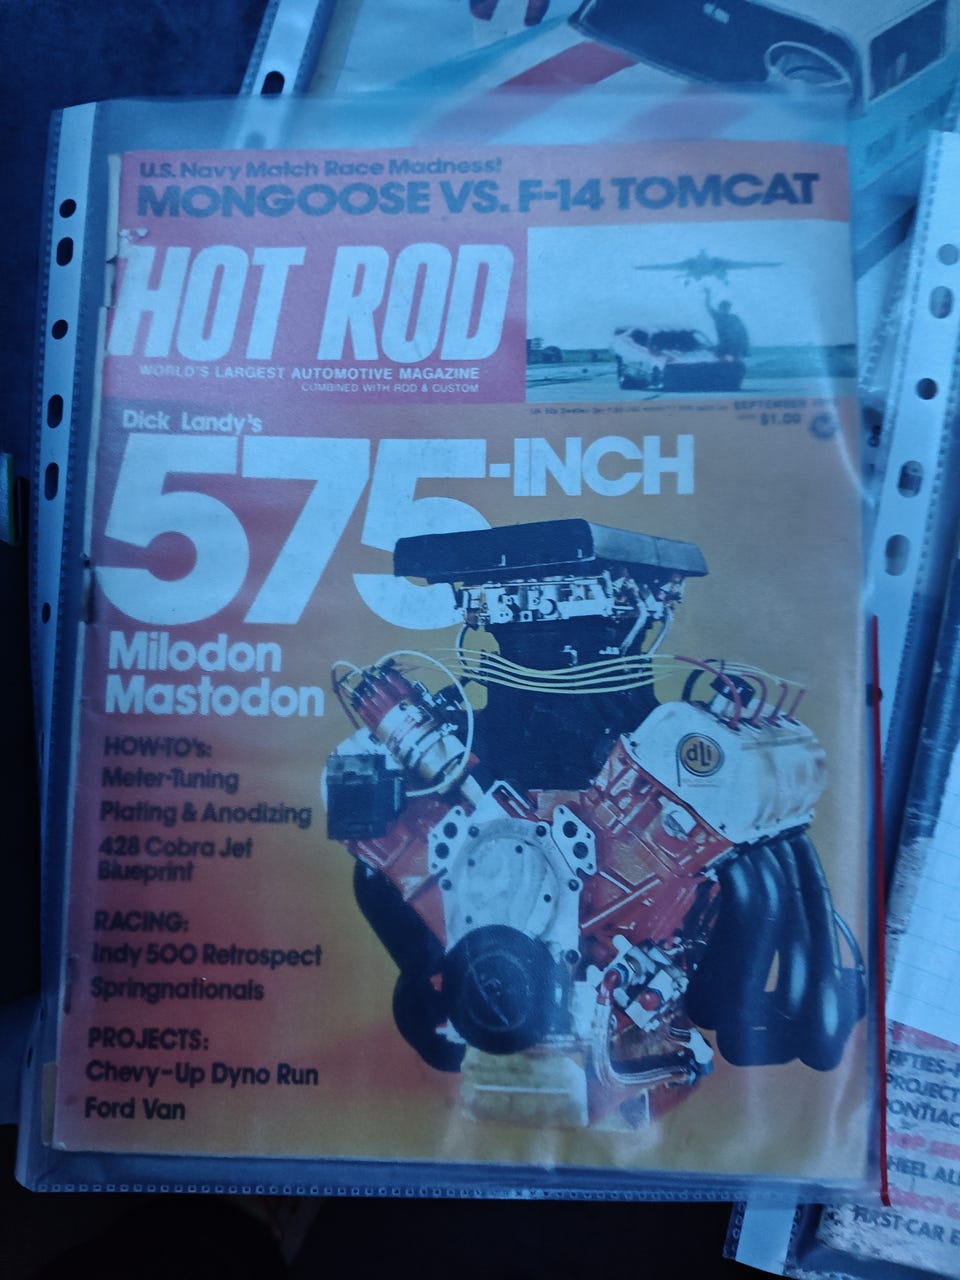 U.S. Navy Match Race Madness!
MONGOOSE VS. F-14 TOMCAT
HOT ROD
WORLD'S LARGEST AUTOMOTIVE MAGAZINE
COMBINED WITH ROD & CUSTOM
SEPTEMBER
$1.00
Dick Landy's
575-INCH
Milodon
Mastodon
HOW-TO's:
Meter-Tuning
Plating & Anodizing
428 Cobra Jet
Blueprint
RACING:
Indy 500 Retrospect
Springnationals
PROJECTS:
Chevy-Up Dyno Run
Ford Van
dLi
FIFTIES-
PROJECT
PONTIAC